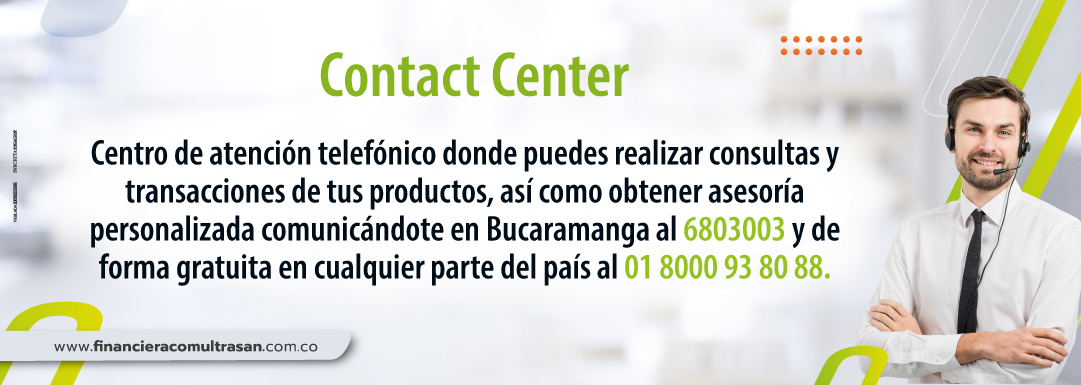 Contact Center
Centro de atención telefónico donde puedes realizar consultas y
transacciones de tus productos, así como obtener asesoría
personalizada comunicándote en Bucaramanga al 6803003 y de
forma gratuita en cualquier parte del país al 01 8000 93 80 88.
www.financieracomultrasan.com.co